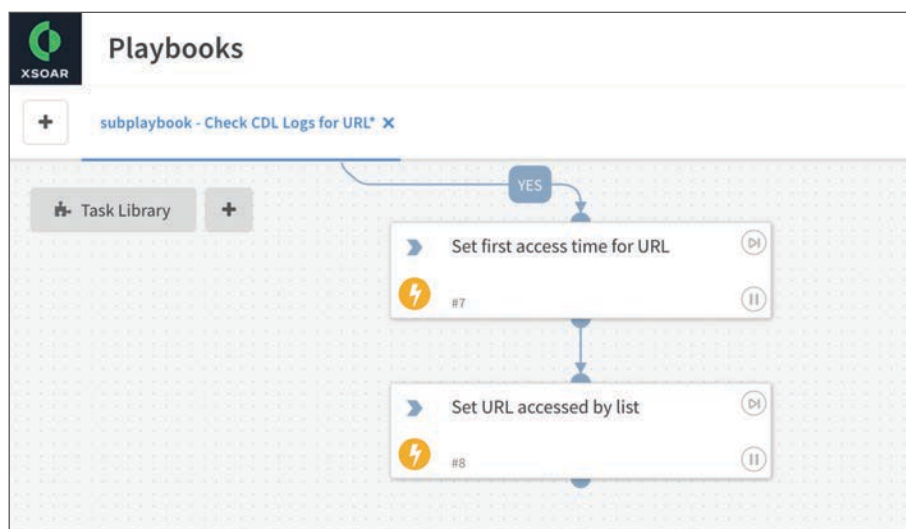 XSOAR
Playbooks
+
subplaybook - Check CDL Logs for URL* ×
YES
Task Library +
Set first access time for URL
#7
Set URL accessed by list
#8